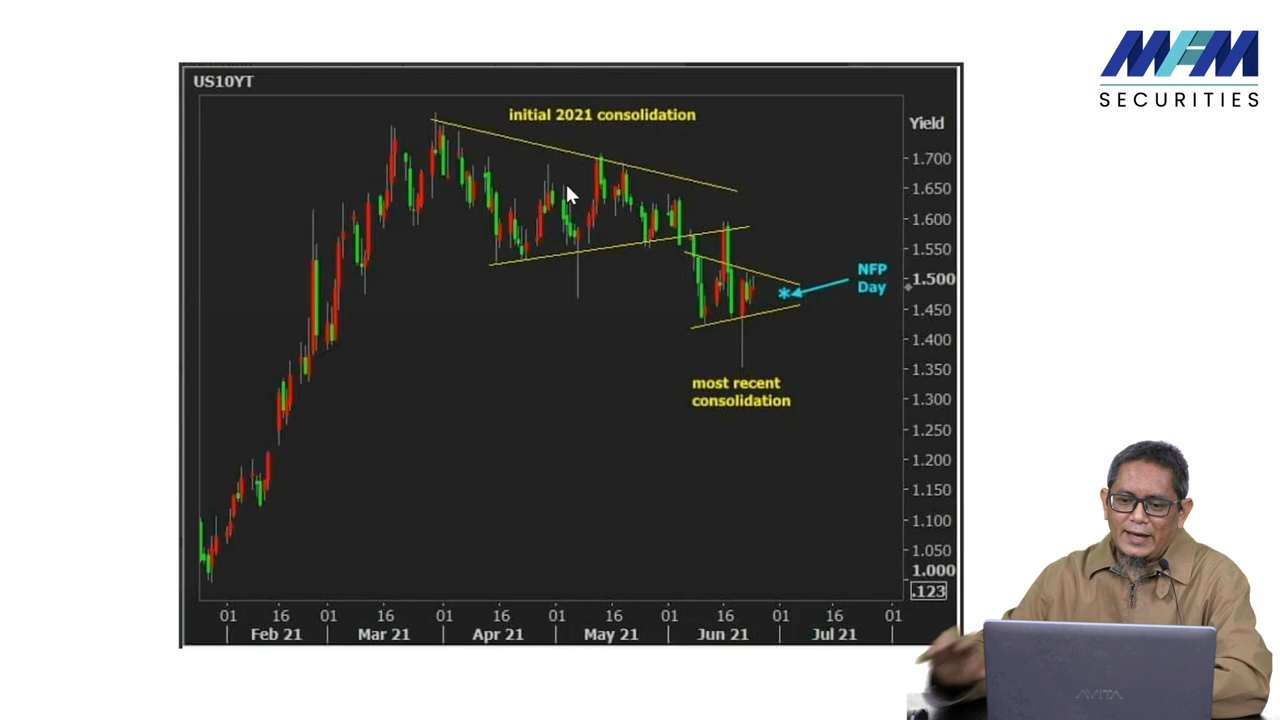 MFM
SECURITIES
US10YT
initial 2021 consolidation
Yield
1.700
1.650
1.600
1.550
1.500
1.450
1.400
1.350
1.300
1.250
1.200
1.150
1.100
1.050
1.000
.123
NFP
Day
most recent
consolidation
01 16 01 16 01 16 01 16 01 16 01 16 01
Feb 21 Mar 21 Apr 21 May 21 Jun 21 Jul 21
AVITA